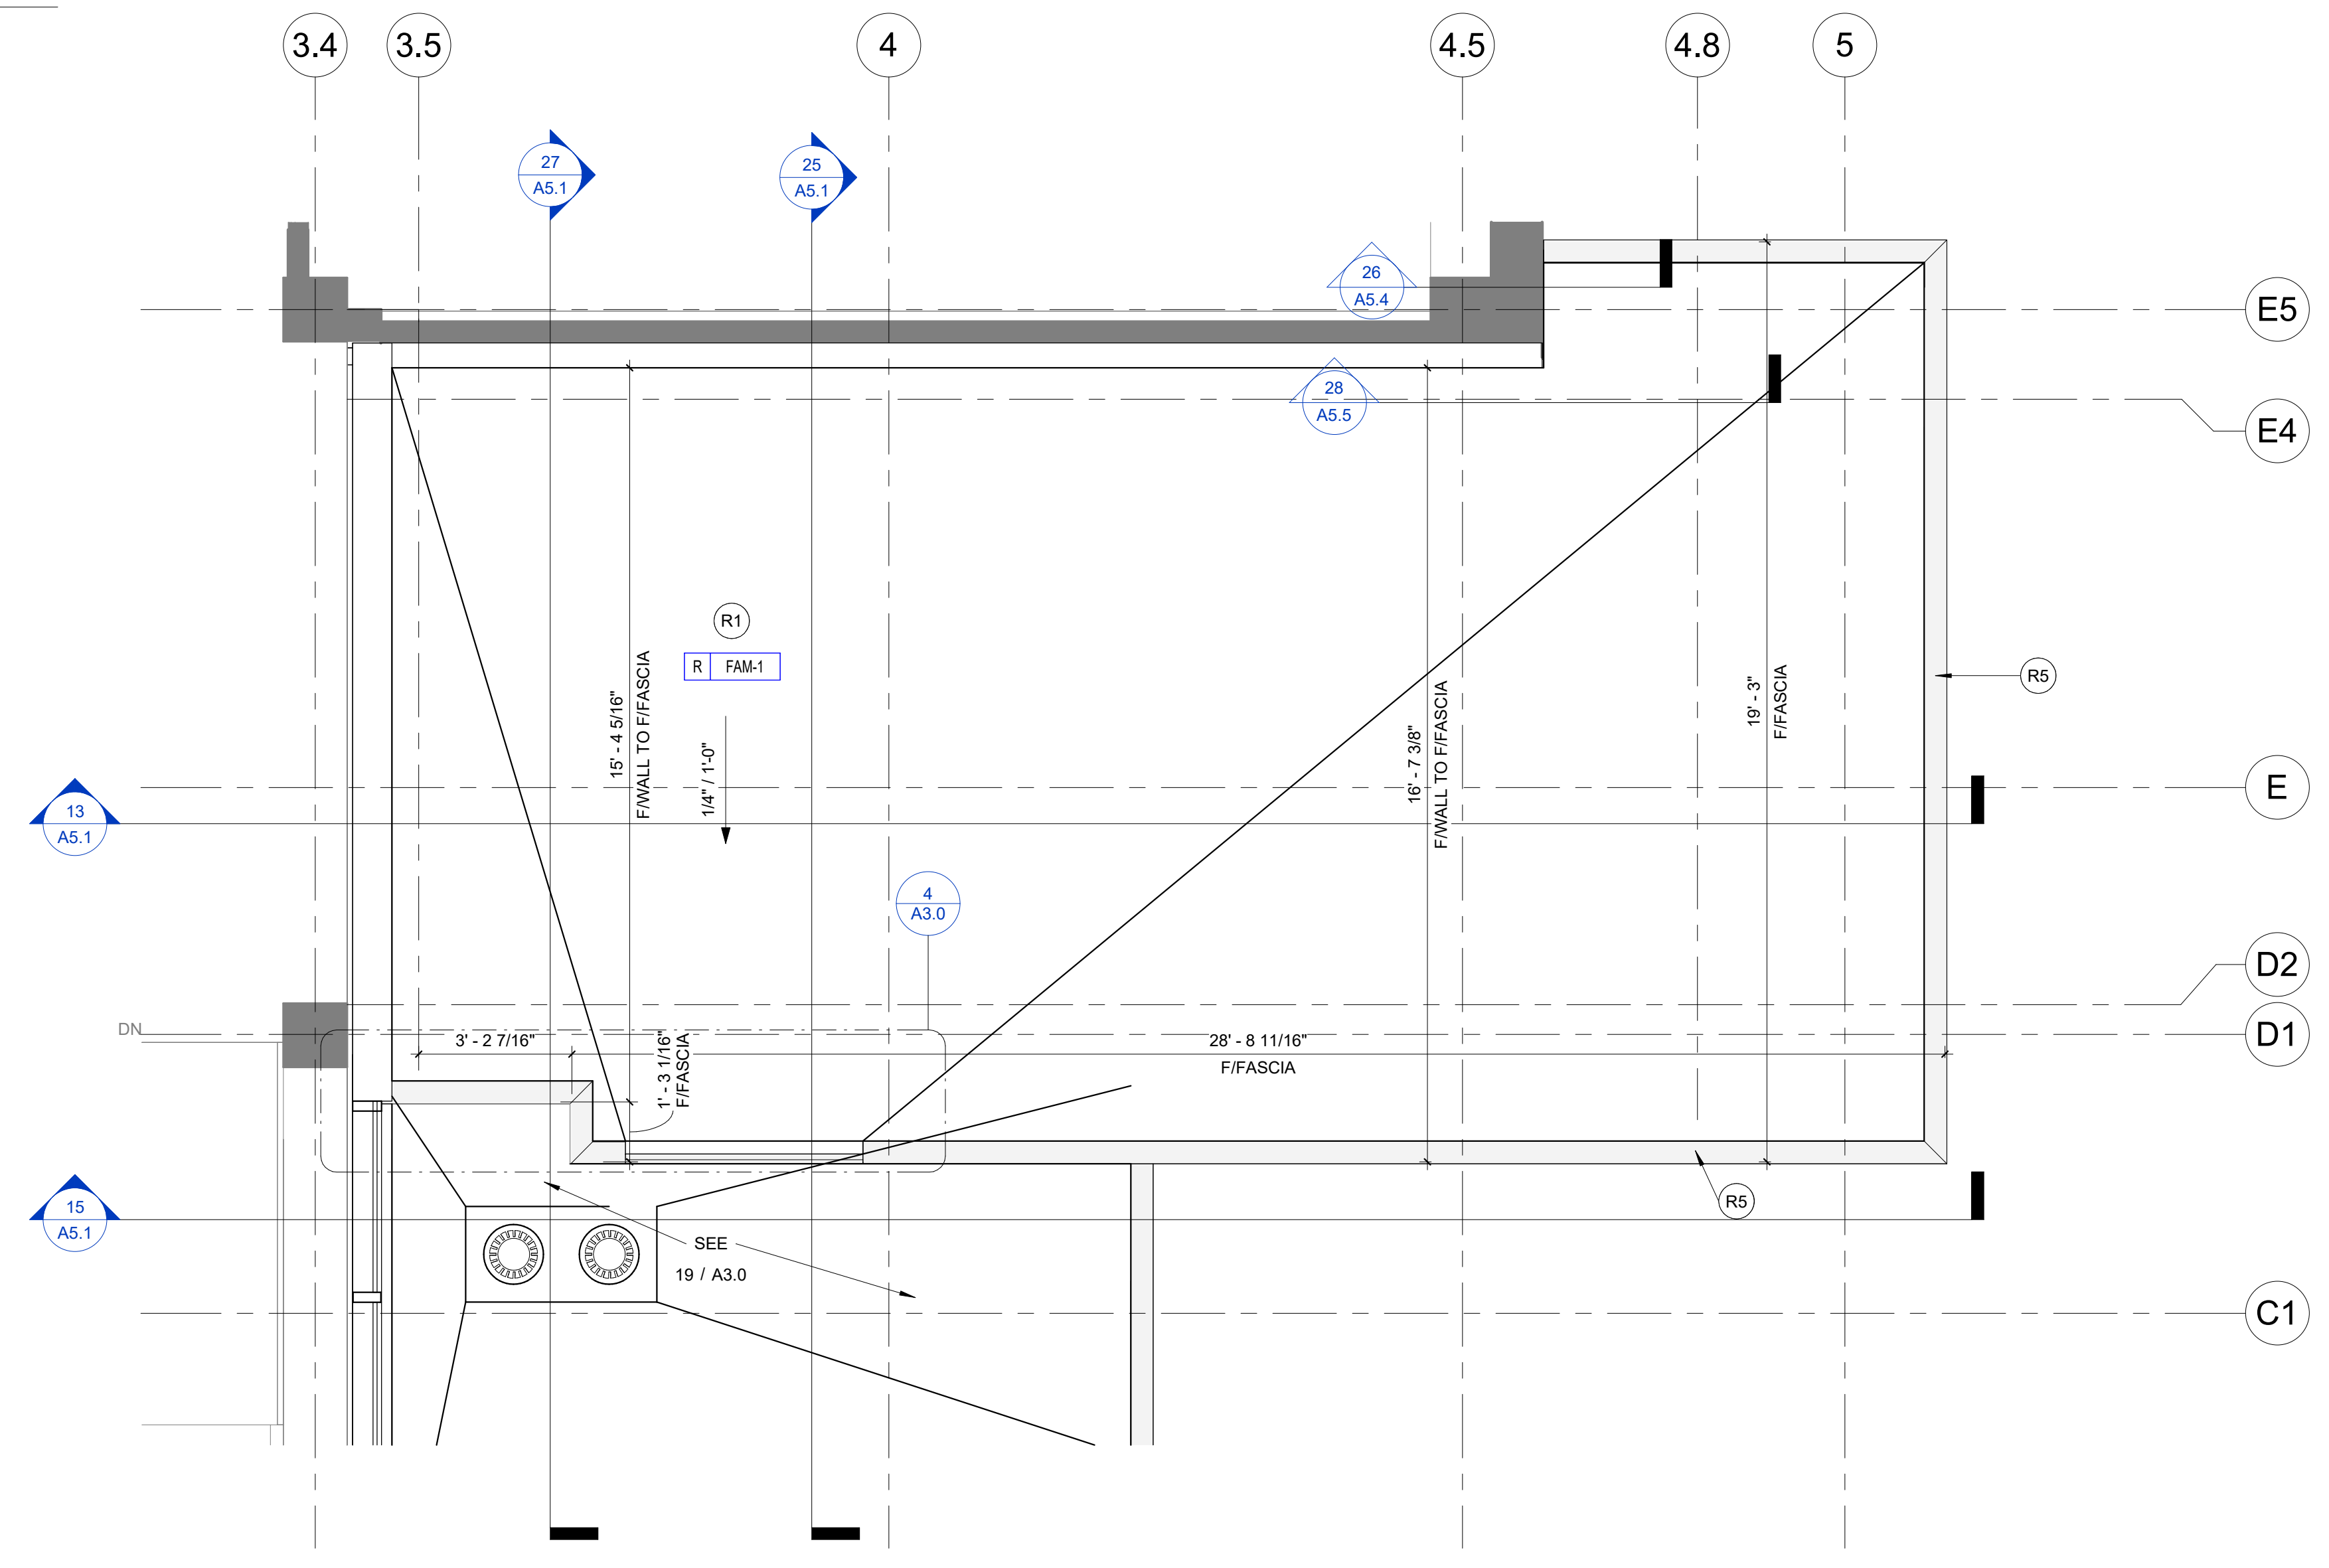 3.4
3.5
4
4.5
4.8
5
27
A5.1
25
A5.1
26
A5.4
E5
28
A5.5
E4
R1
R FAM-1
15' - 4 5/16"
F/WALL TO F/FASCIA
1/4" / 1'-0"
16' - 7 3/8"
F/WALL TO F/FASCIA
19' - 3"
F/FASCIA
R5
E
13
A5.1
4
A3.0
D2
DN
D1
3' - 2 7/16"
1' - 3 1/16"
F/FASCIA
28' - 8 11/16"
F/FASCIA
R5
15
A5.1
SEE
19 / A3.0
C1